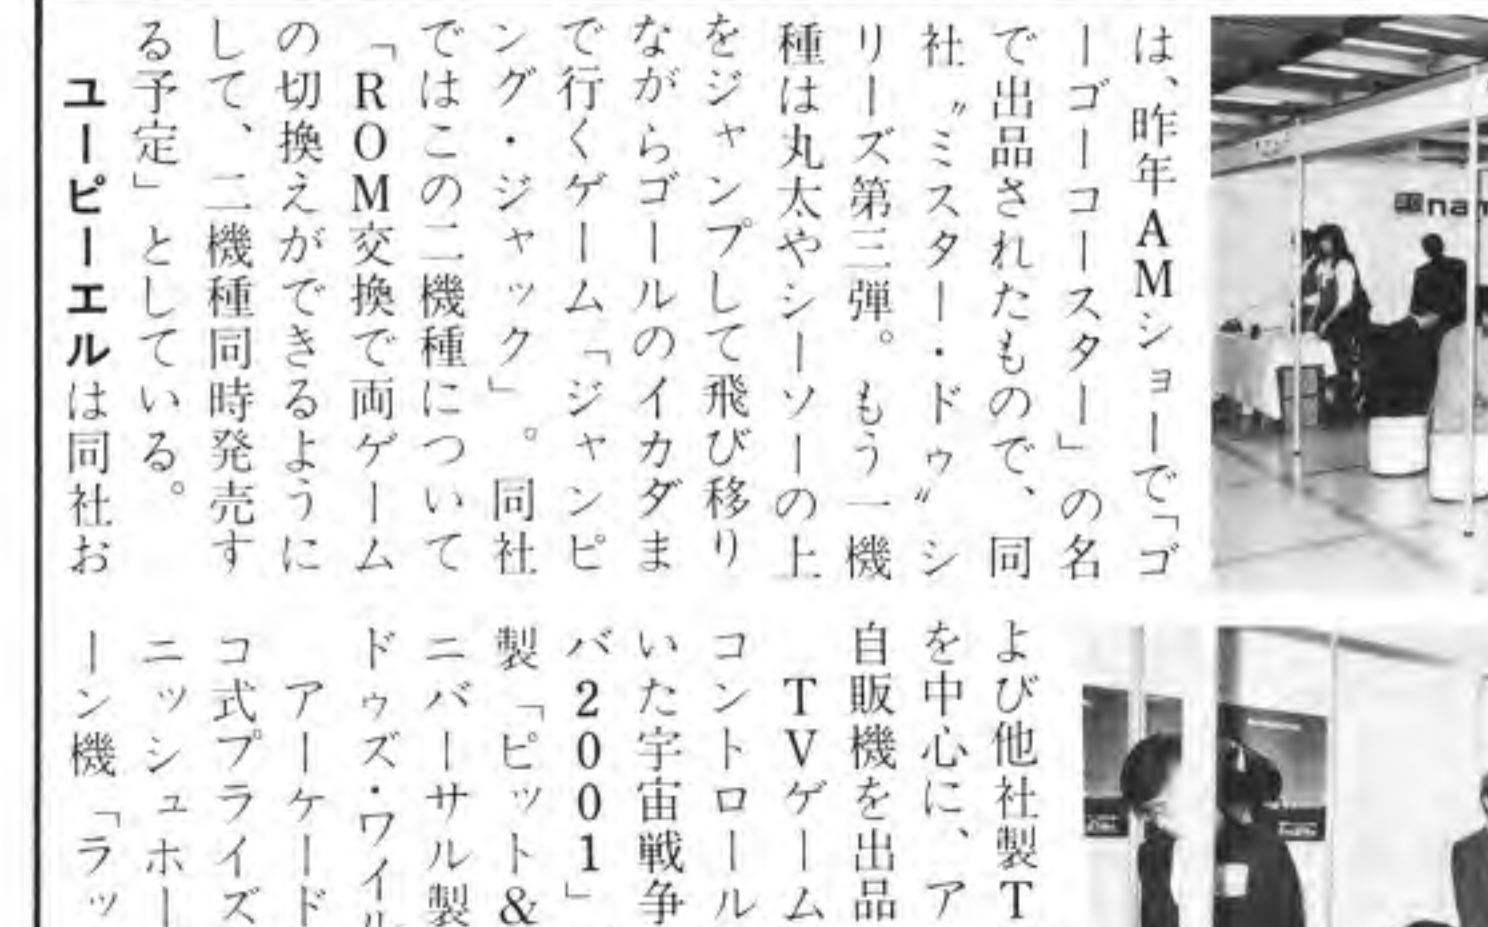 は、昨年AMショーで「ゴ
ーゴーコースター」の名
で出品されたもので、同
社〝ミスター・ドゥ〟シ
リーズ第三弾。もう一機
種は丸太やシーソーの上
をジャンプして飛び移り
ながらゴールのイカダま
で行くゲーム「ジャンピ
ング・ジャック」。同社
ではこの二機種について
「ROM交換で両ゲーム
の切換えができるように
して、二機種同時発売す
る予定」としている。
ユーピーエルは同社お
よび他社製T
を中心に、ア
自販機を出品
TVゲーム
コントロール
いた宇宙戦争
バ2001」
製「ピット&
ニバーサル製
ドゥズ・ワイル
アーケード
コ式プライズ
ニッシュボー
ーン機「ラッ
nam